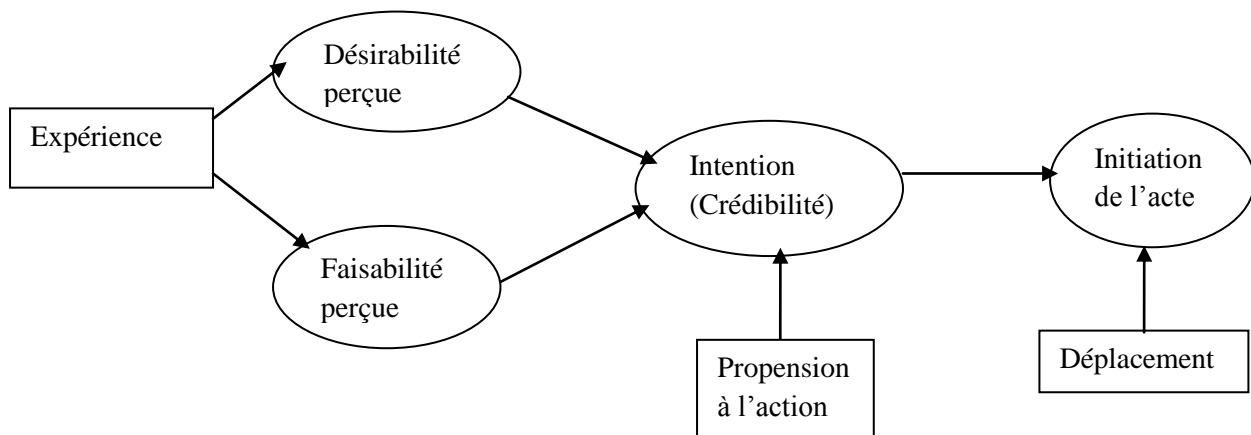 Expérience
Désirabilité
perçue
Faisabilité
perçue
Intention
(Crédibilité)
Propension
à l’action
Initiation
de l’acte
Déplacement